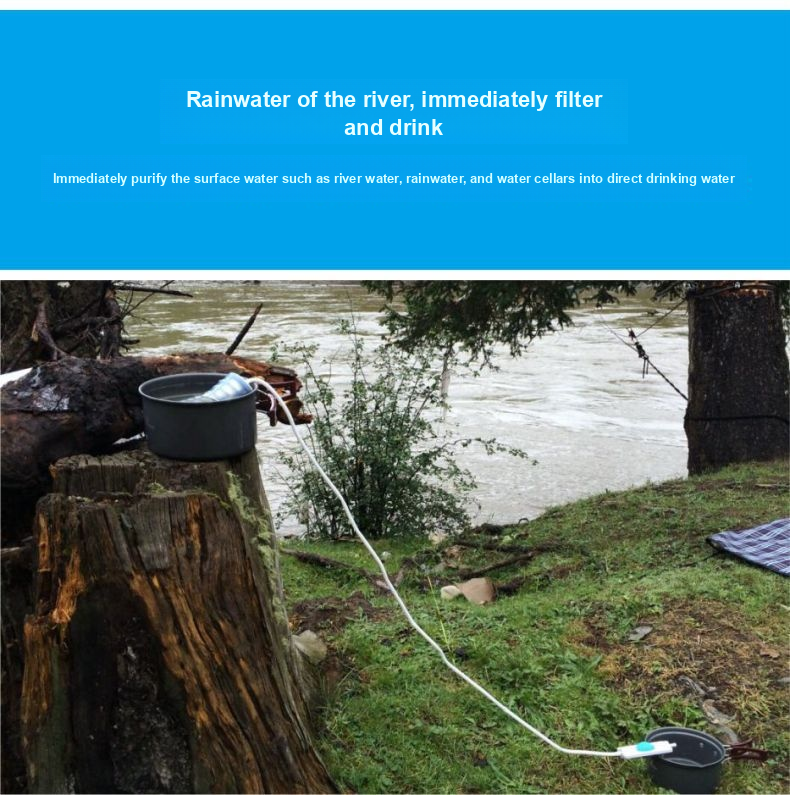 Rainwater of the river, immediately filter
and drink
Immediately purify the surface water such as river water, rainwater, and water cellars into direct drinking water